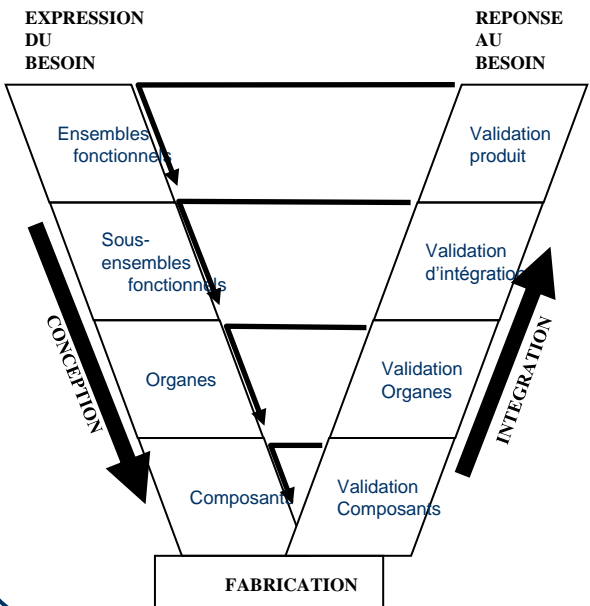 EXPRESSION
DU
BESOIN
REPONSE
AU
BESOIN
Ensembles
fonctionnels
Validation
produit
Sous-
ensembles
fonctionnels
Validation
d'intégration
CONCEPTION
INTEGRATION
Organes
Validation
Organes
Composants
Validation
Composants
FABRICATION